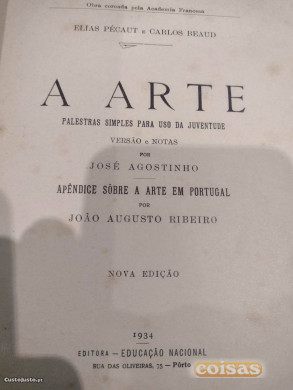 Obra coroada pela Academia Francesa
ELIAS PÉCAUT e CARLOS BEAUD
A ARTE
PALESTRAS SIMPLES PARA USO DA JUVENTUDE
VERSÃO e NOTAS
POR
JOSÉ AGOSTINHO
APÊNDICE SÔBRE A ARTE EM PORTUGAL
POR
JOÃO AUGUSTO RIBEIRO
NOVA EDIÇÃO
1934
EDITORA - EDUCAÇÃO NACIONAL
RUA DAS OLIVEIRAS, 75 - Pôrto
coisas
Custojusto.pt